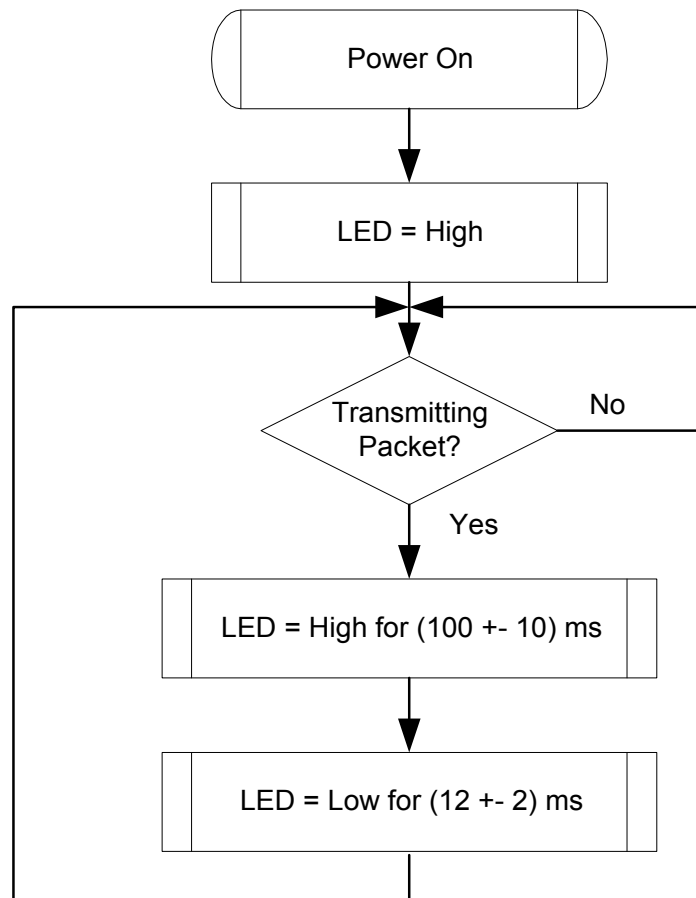 Power On
LED = High
Transmitting
Packet?
No
Yes
LED = High for (100 +- 10) ms
LED = Low for (12 +- 2) ms